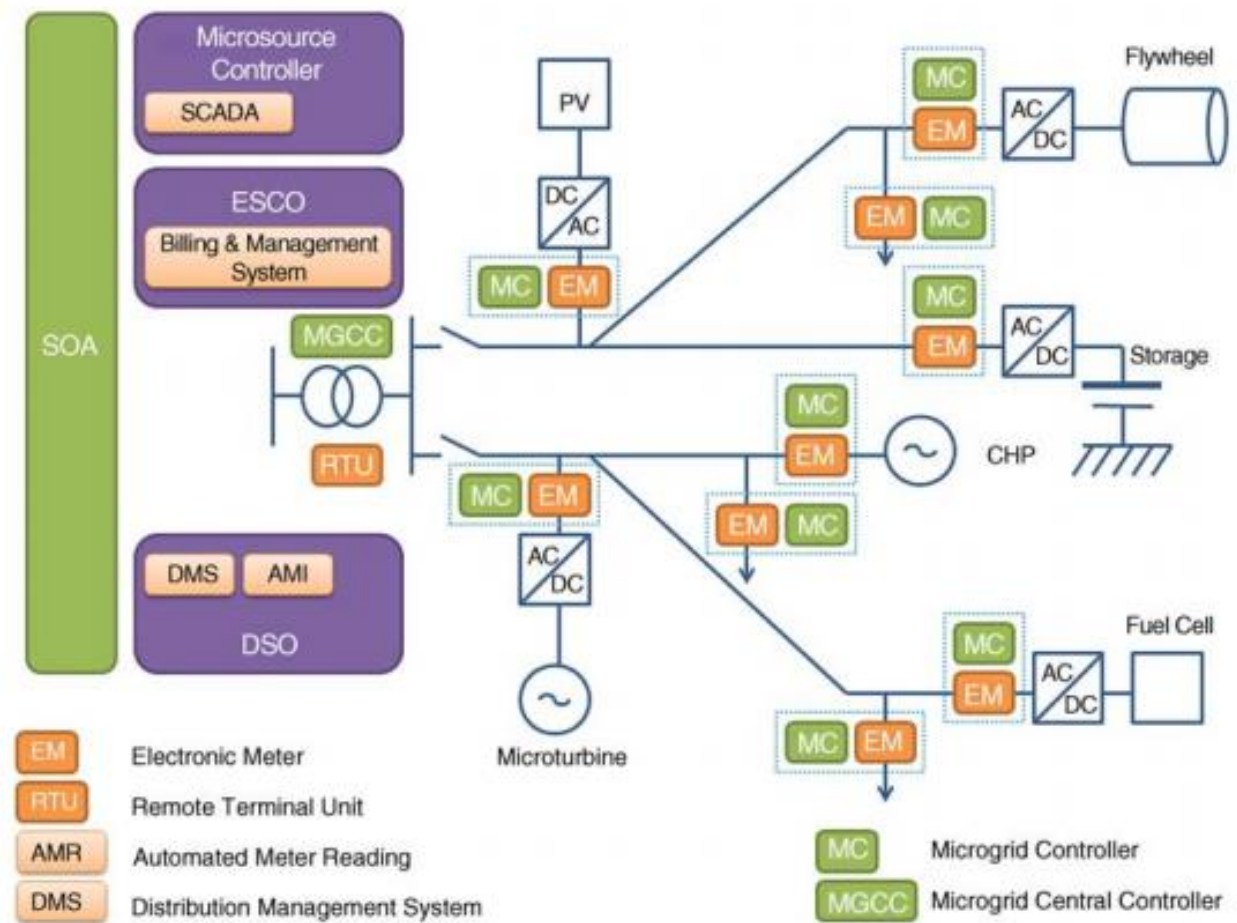 SOA
Microsource
Controller
SCADA
ESCO
Billing & Management
System
MGCC
RTU
DMS
AMI
DSO
PV
DC
AC
MC
EM
MC
EM
AC
DC
Flywheel
EM
MC
MC
EM
AC
DC
Storage
MC
EM
CHP
MC
EM
EM
MC
AC
DC
Microturbine
MC
EM
AC
DC
Fuel Cell
MC
EM
EM
Electronic Meter
RTU
Remote Terminal Unit
AMR
Automated Meter Reading
DMS
Distribution Management System
MC
Microgrid Controller
MGCC
Microgrid Central Controller